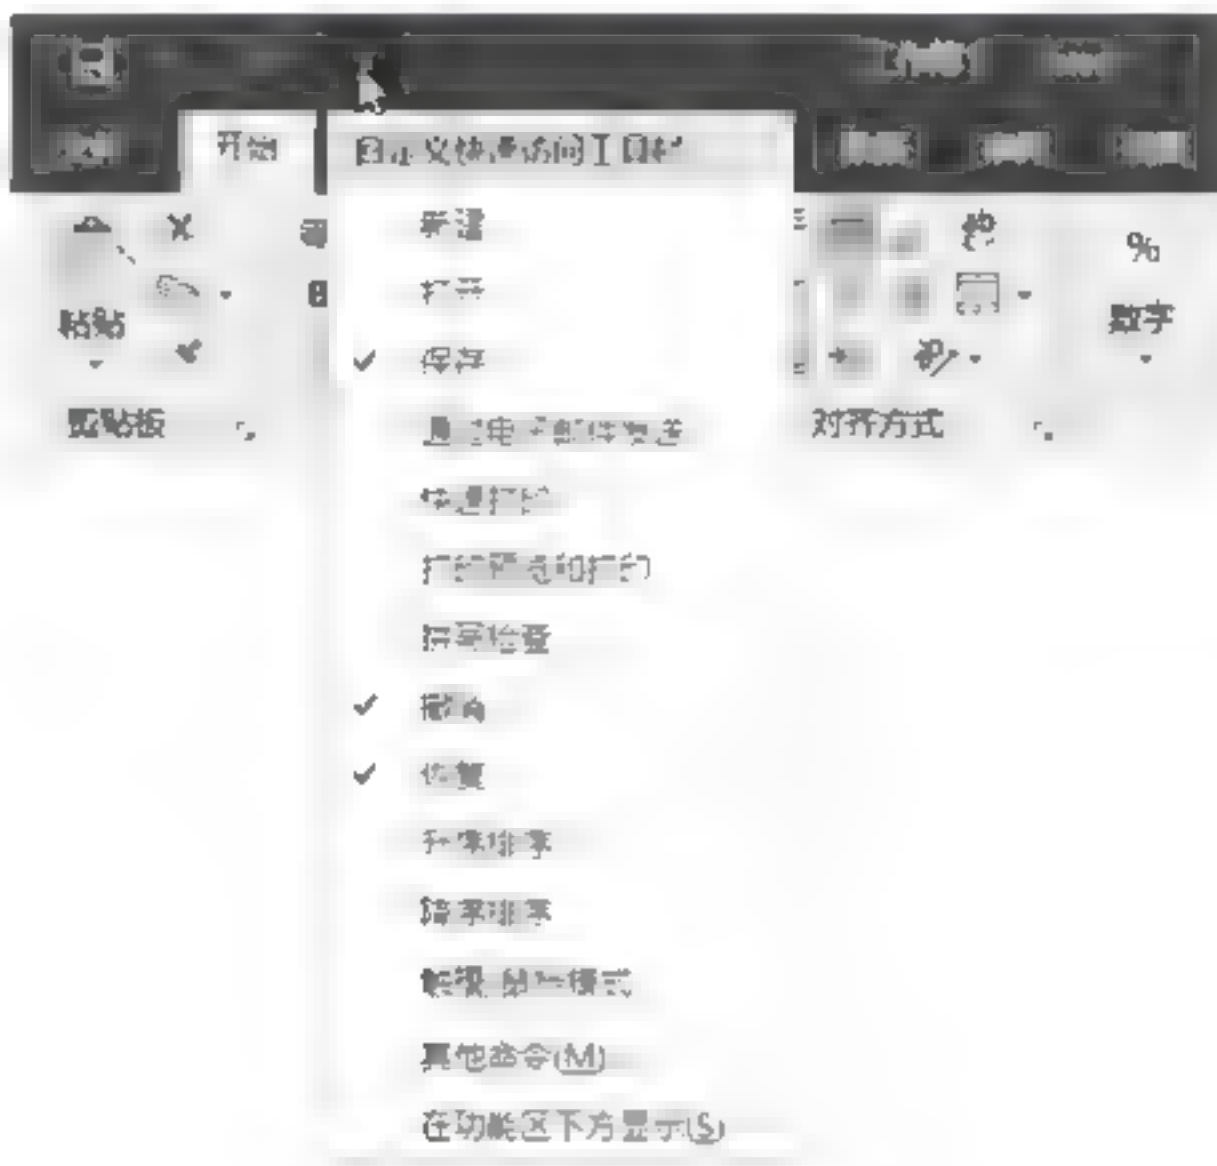 开始
自定义快速访问工具栏
新建
打开
% 
粘贴
数字
保存
剪贴板
对齐方式
通过电子邮件发送
快速打印
打印预览和打印
拼写检查
撤消
恢复
升序排序
降序排序
触摸/鼠标模式
其他命令(M)
在功能区下方显示(S)